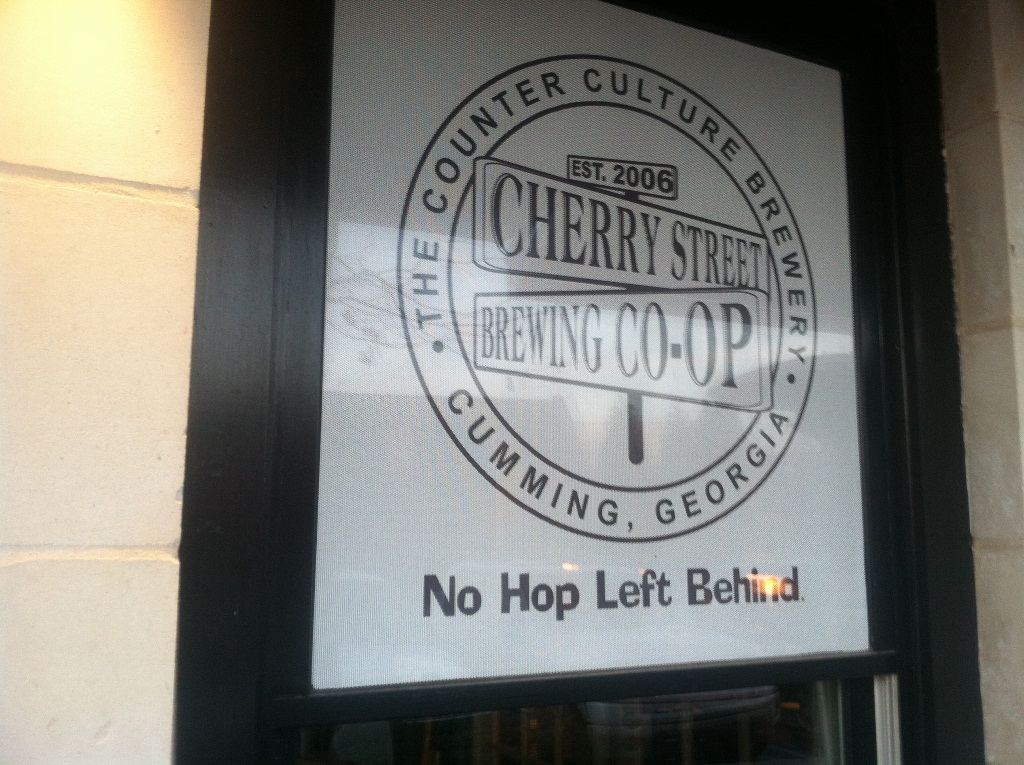 THE COUNTER CULTURE BREWERY
EST. 2006
CHERRY STREET
BREWING CO-OP
• CUMMING, GEORGIA •
No Hop Left Behind.